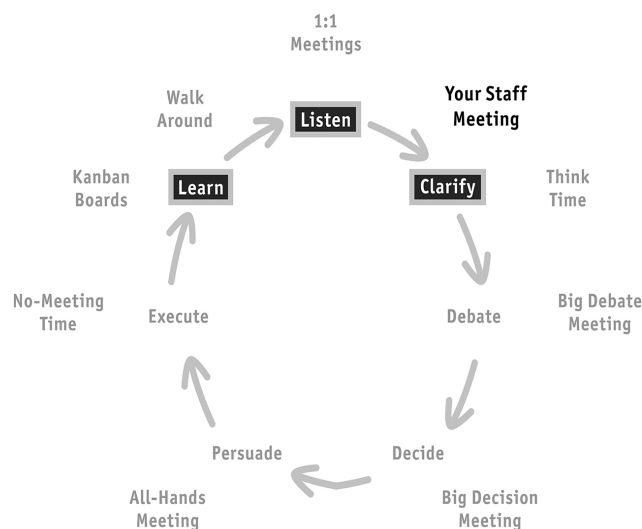 1:1
Meetings
Walk
Around
Listen
Your Staff
Meeting
Kanban
Boards
Learn
Clarify
Think
Time
No-Meeting
Time
Execute
Debate
Big Debate
Meeting
Persuade
Decide
All-Hands
Meeting
Big Decision
Meeting